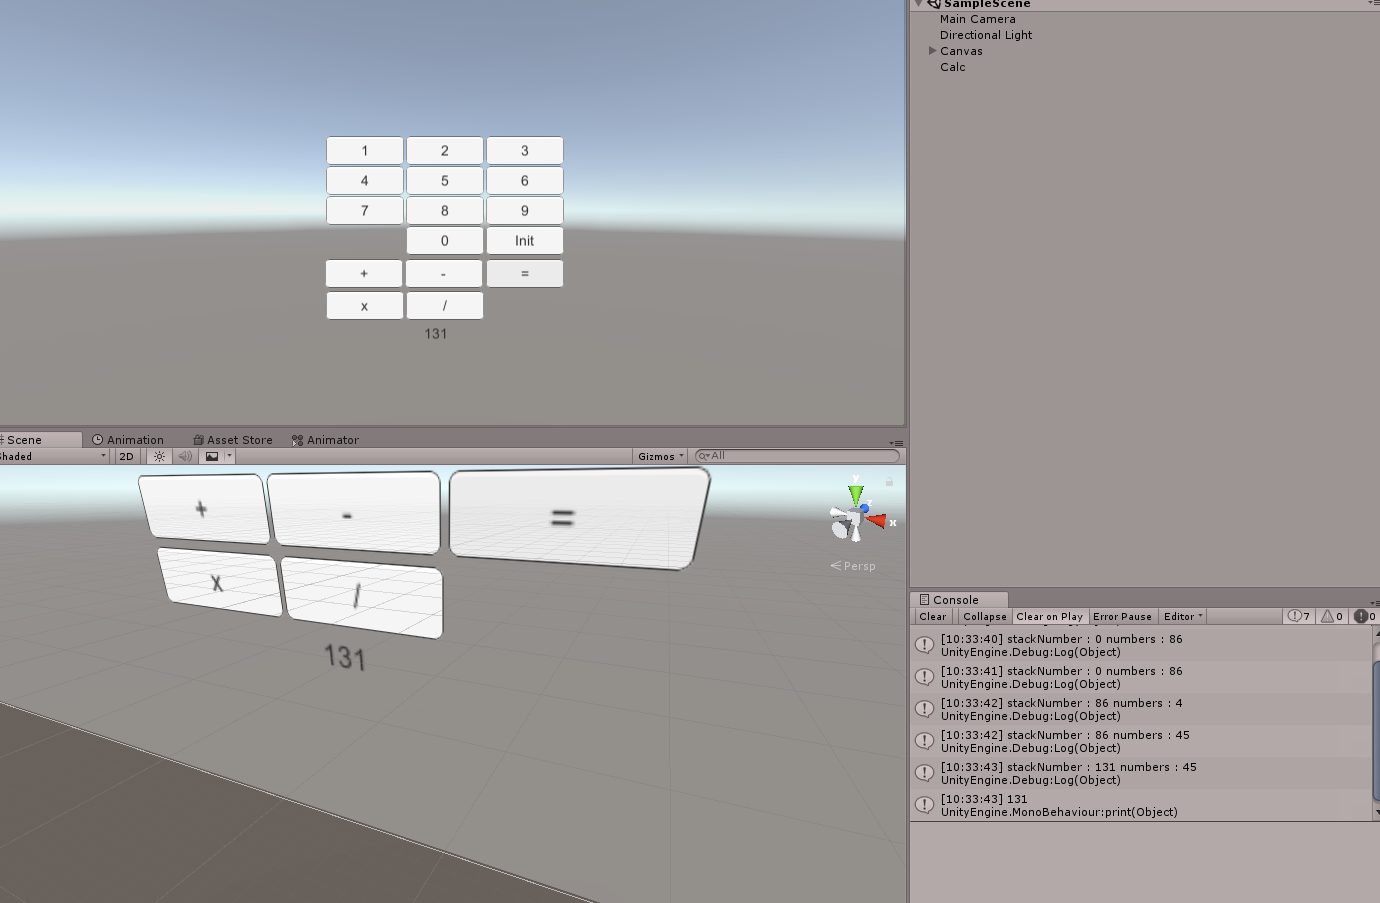 SampleScene
Main Camera
Directional Light
Canvas
Calc
1 2 3
4 5 6
7 8 9
0 Init
+ - =
x /
131
Scene Animation Asset Store Animator
Shaded 2D Gizmos All
+ - =
x /
131
y
z
x
Persp
Console
Clear Collapse Clear on Play Error Pause Editor 7 0 0
[10:33:40] stackNumber : 0 numbers : 86
UnityEngine.Debug:Log(Object)
[10:33:41] stackNumber : 0 numbers : 86
UnityEngine.Debug:Log(Object)
[10:33:42] stackNumber : 86 numbers : 4
UnityEngine.Debug:Log(Object)
[10:33:42] stackNumber : 86 numbers : 45
UnityEngine.Debug:Log(Object)
[10:33:43] stackNumber : 131 numbers : 45
UnityEngine.Debug:Log(Object)
[10:33:43] 131
UnityEngine.MonoBehaviour:print(Object)